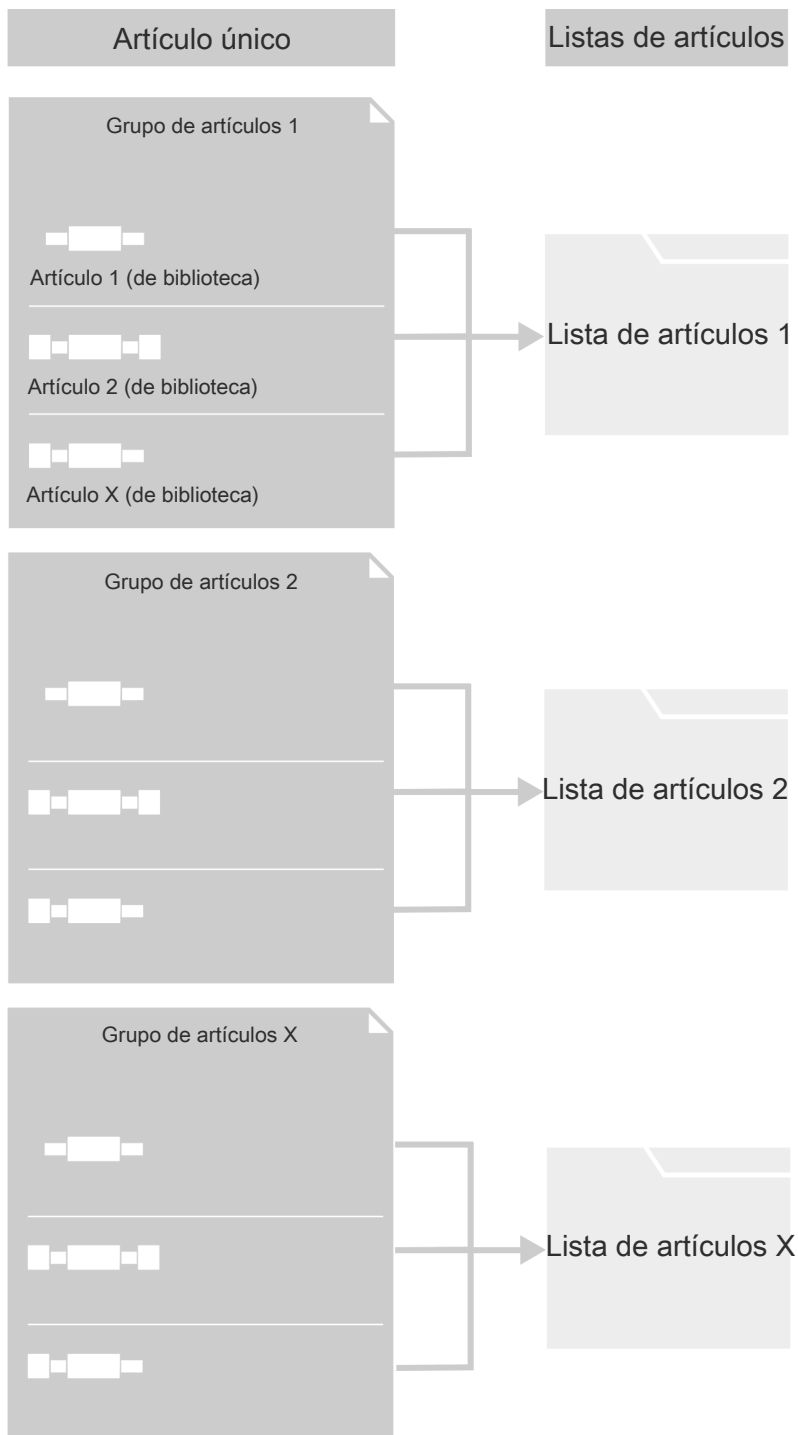 Artículo único
Listas de artículos
Grupo de artículos 1
Artículo 1 (de biblioteca)
Artículo 2 (de biblioteca)
Artículo X (de biblioteca)
Lista de artículos 1
Grupo de artículos 2
Lista de artículos 2
Grupo de artículos X
Lista de artículos X